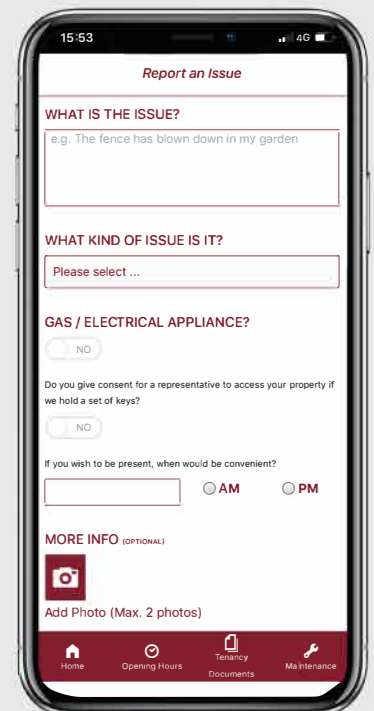 15:53
4G
Report an Issue
WHAT IS THE ISSUE?
e.g. The fence has blown down in my garden
WHAT KIND OF ISSUE IS IT?
Please select ...
GAS / ELECTRICAL APPLIANCE?
NO
Do you give consent for a representative to access your property if
we hold a set of keys?
NO
If you wish to be present, when would be convenient?
AM PM
MORE INFO (OPTIONAL)
Add Photo (Max. 2 photos)
Home Opening Hours Tenancy Documents Maintenance